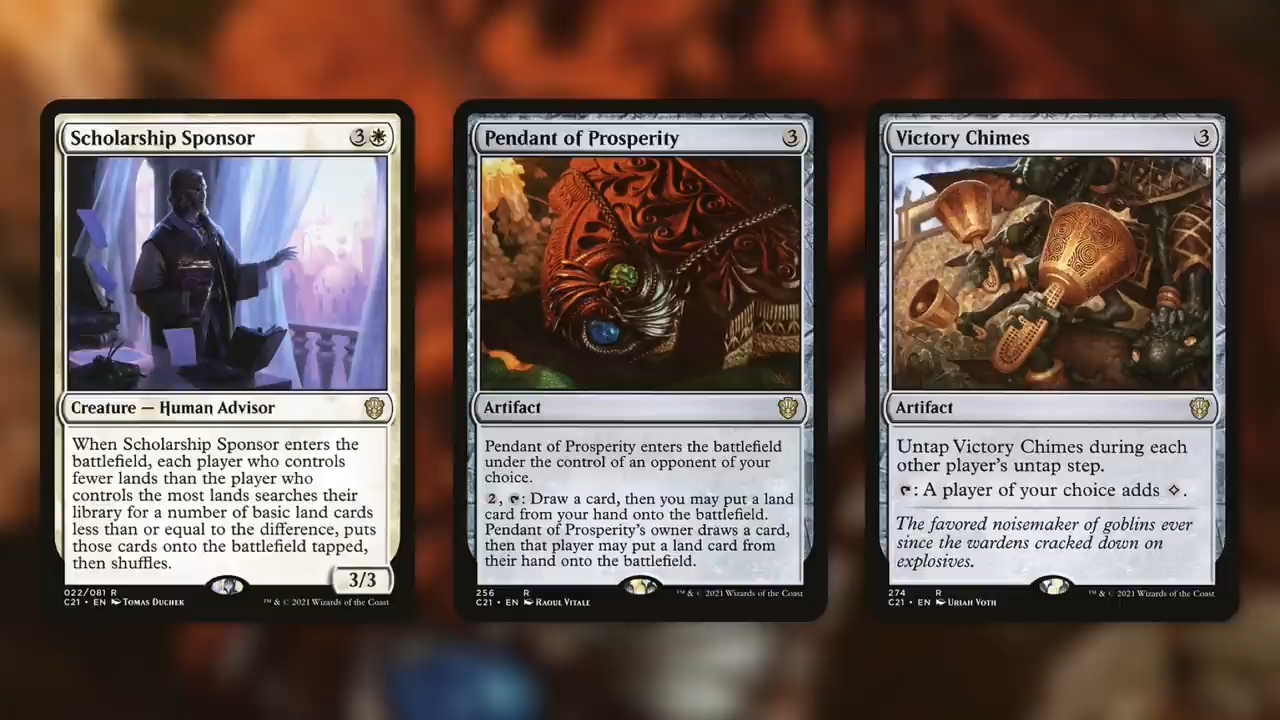 Scholarship Sponsor 3
Creature — Human Advisor
When Scholarship Sponsor enters the
battlefield, each player who controls
fewer lands than the player who
controls the most lands searches their
library for a number of basic land cards
less than or equal to the difference, puts
those cards onto the battlefield tapped,
then shuffles.
3/3
022/081 R
C21 • EN Tomas Duchek ™ & © 2021 Wizards of the Coast
Pendant of Prosperity 3
Artifact
Pendant of Prosperity enters the battlefield
under the control of an opponent of your
choice.
2, : Draw a card, then you may put a land
card from your hand onto the battlefield.
Pendant of Prosperity's owner draws a card,
then that player may put a land card from
their hand onto the battlefield.
256 R
C21 • EN Raoul Vitale ™ & © 2021 Wizards of the Coast
Victory Chimes 3
Artifact
Untap Victory Chimes during each
other player's untap step.
: A player of your choice adds .
The favored noisemaker of goblins ever
since the wardens cracked down on
explosives.
274 R
C21 • EN Uriah Voth ™ & © 2021 Wizards of the Coast